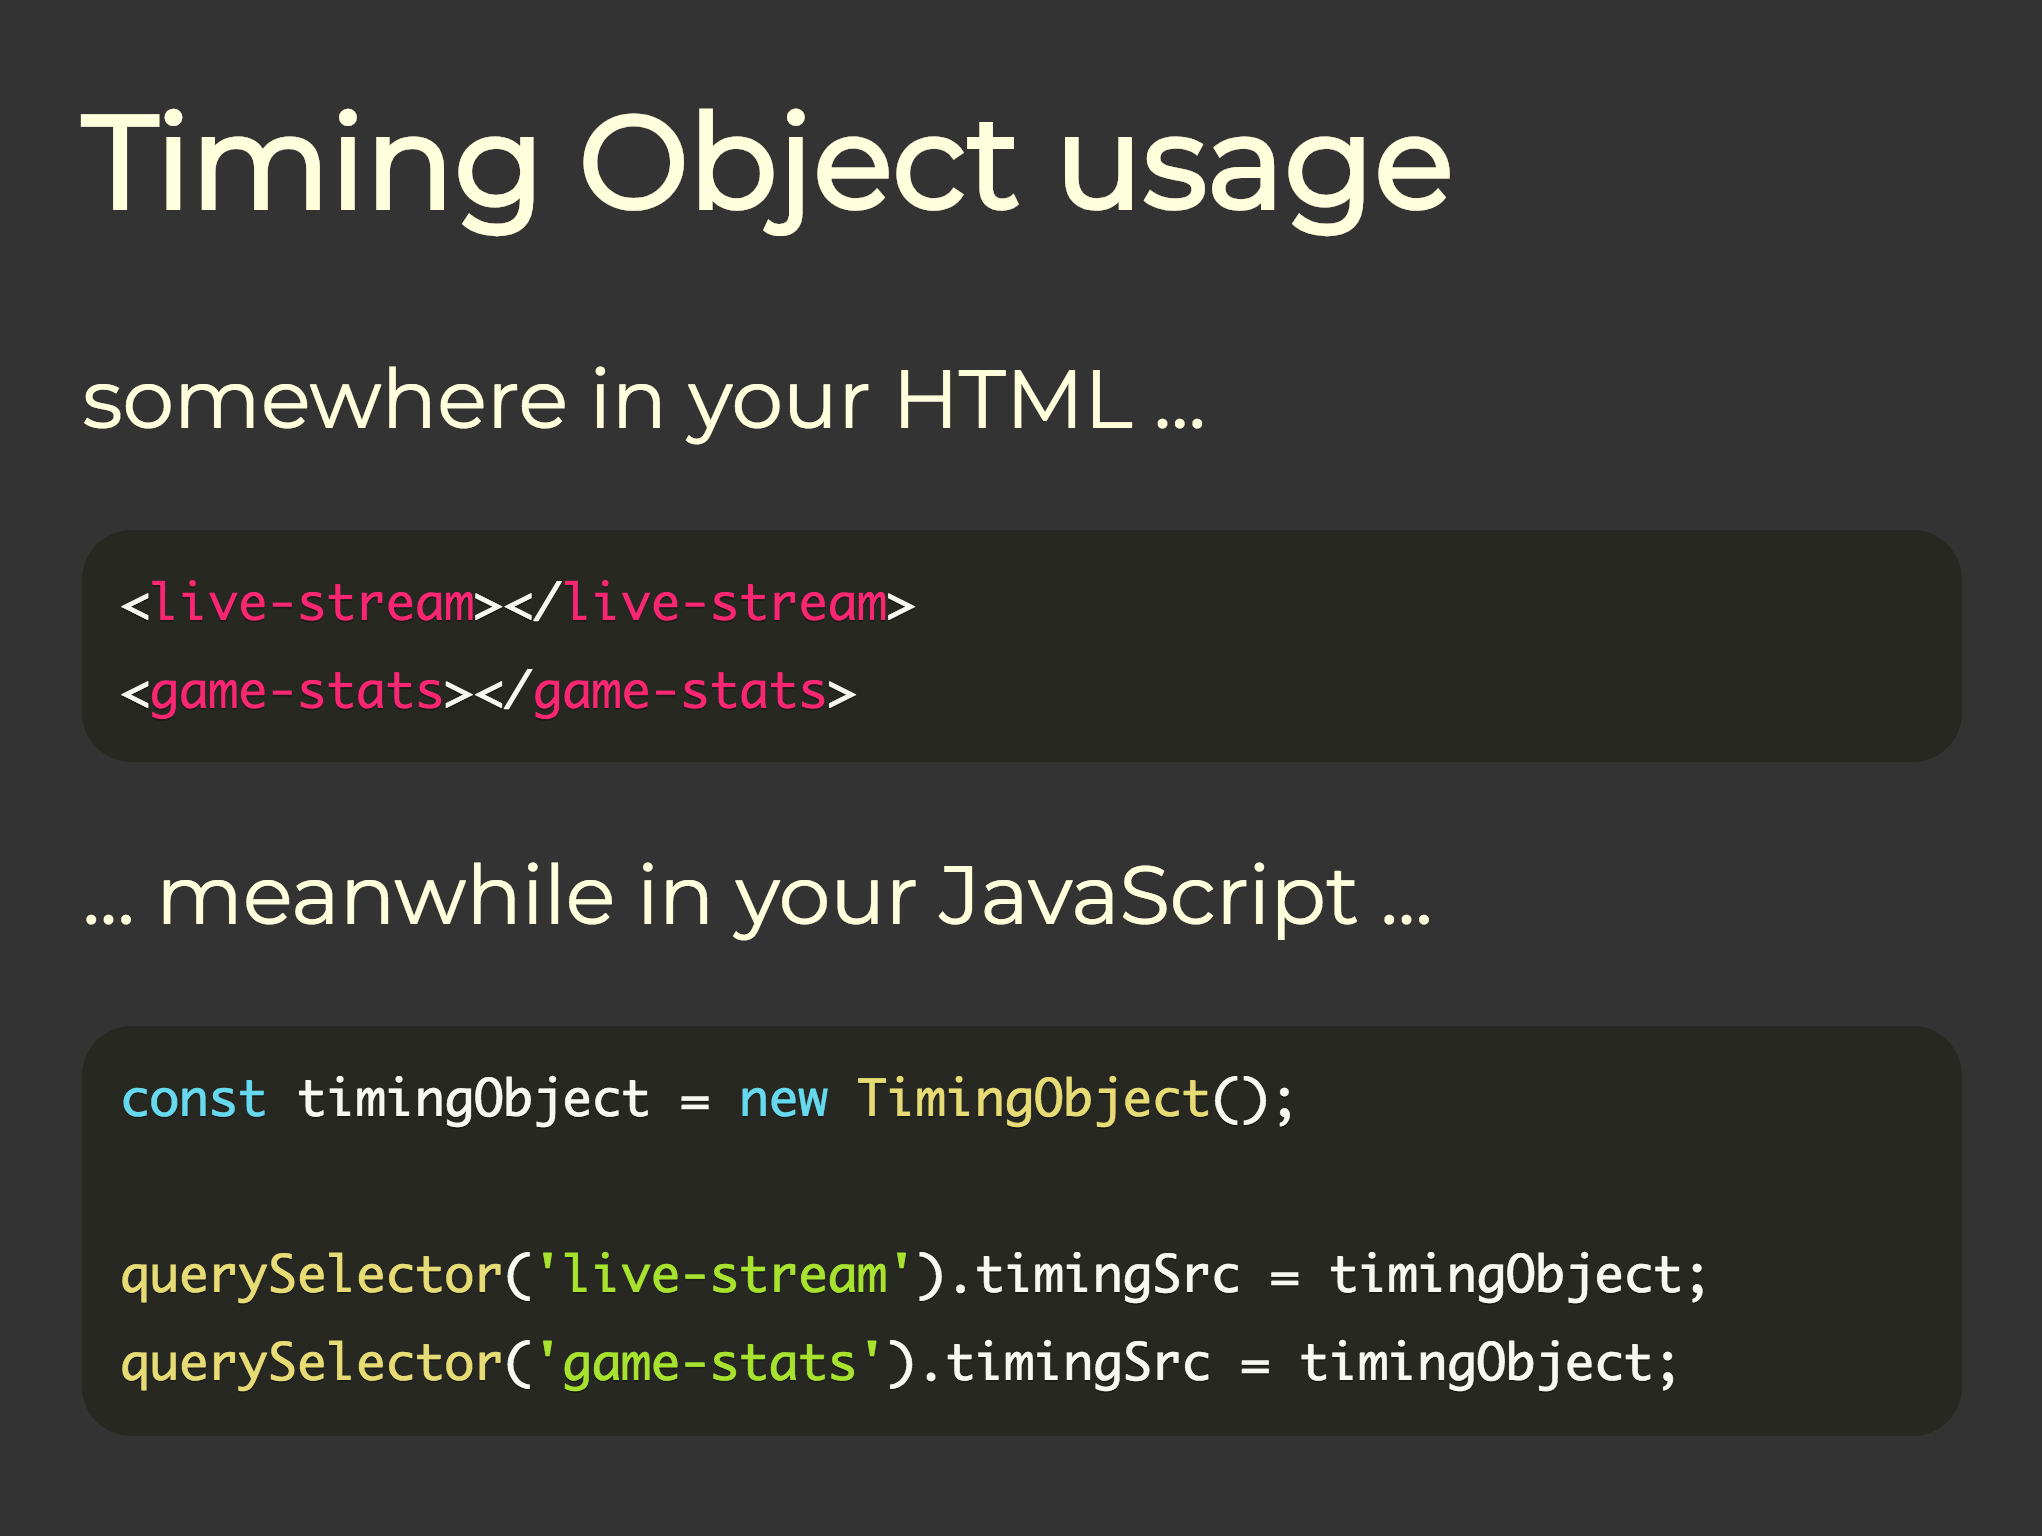 Timing Object usage
somewhere in your HTML ...
<live-stream></live-stream>
<game-stats></game-stats>
... meanwhile in your JavaScript ...
const timingObject = new TimingObject();
querySelector('live-stream').timingSrc = timingObject;
querySelector('game-stats').timingSrc = timingObject;